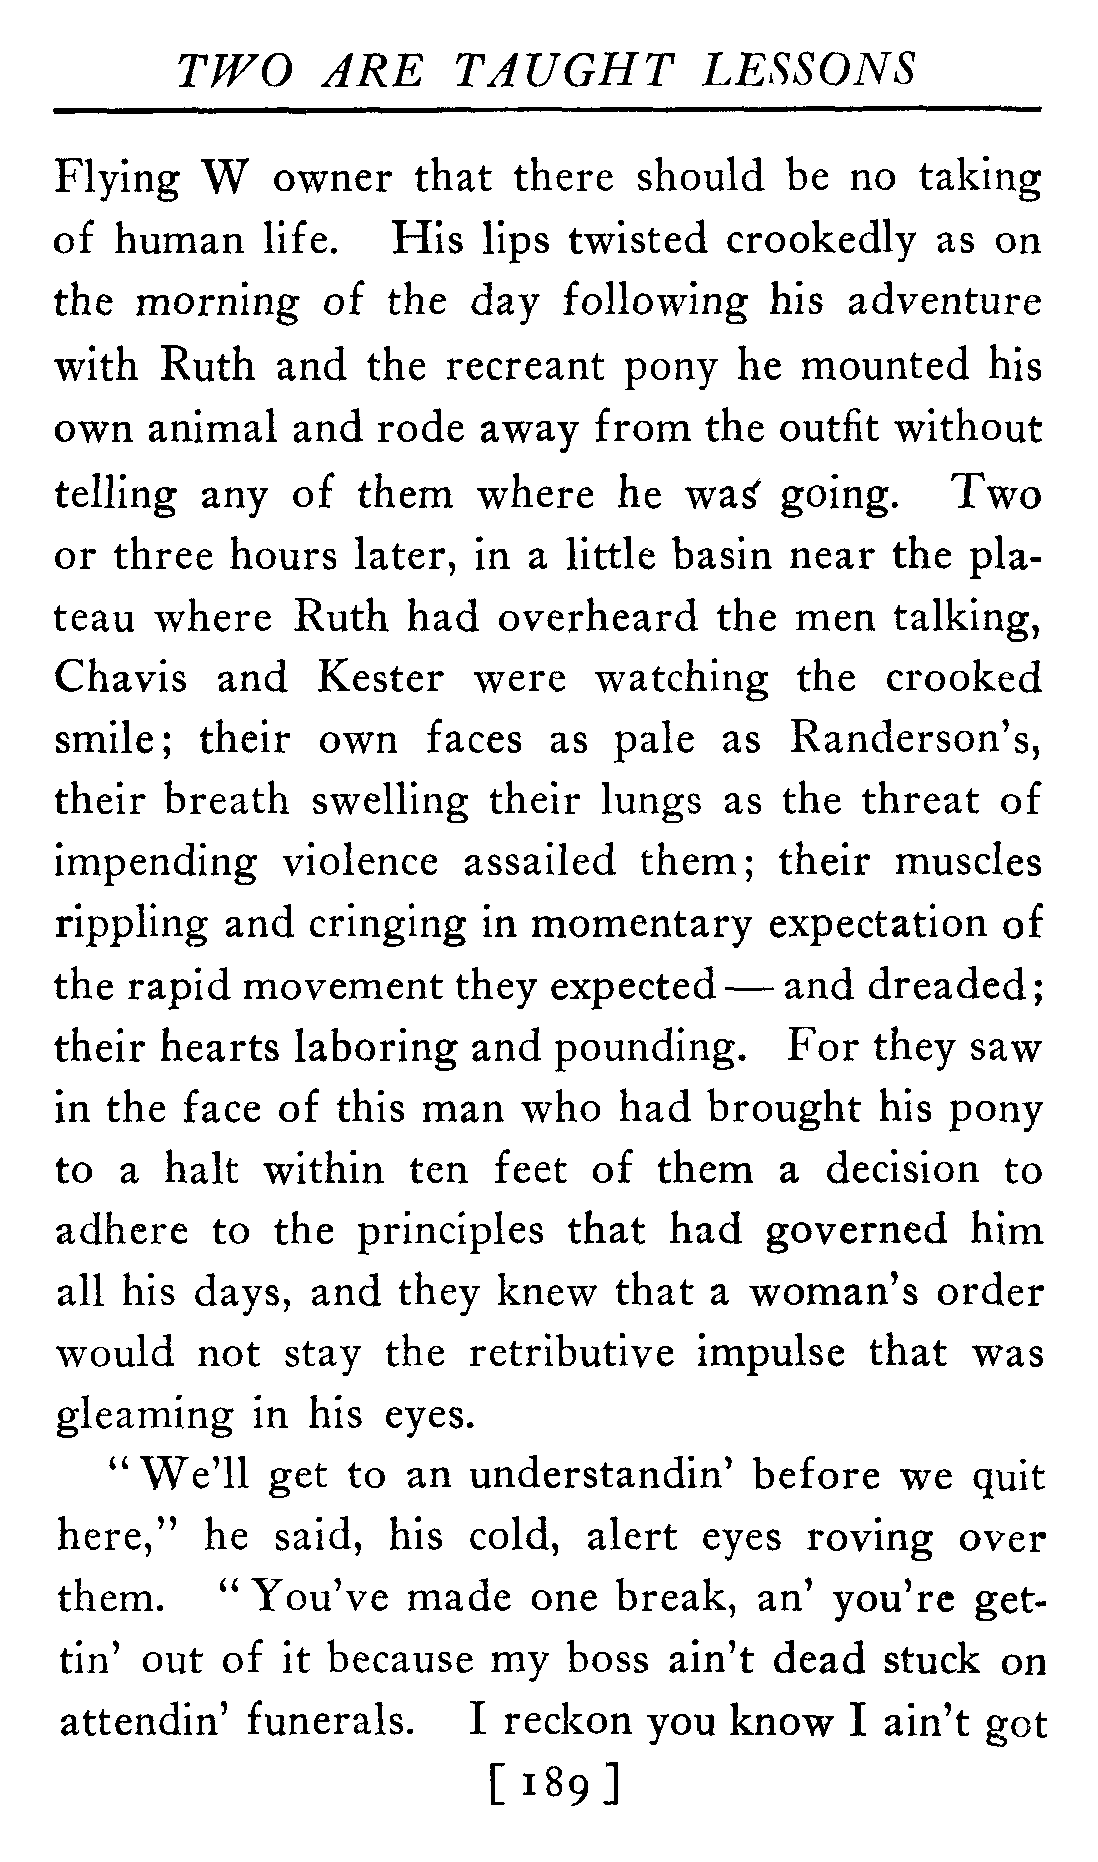 TWO ARE TAUGHT LESSONS
Flying W owner that there should be no taking
of human life. His lips twisted crookedly as on
the morning of the day following his adventure
with Ruth and the recreant pony he mounted his
own animal and rode away from the outfit without
telling any of them where he was going. Two
or three hours later, in a little basin near the pla-
teau where Ruth had overheard the men talking,
Chavis and Kester were watching the crooked
smile; their own faces as pale as Randerson's,
their breath swelling their lungs as the threat of
impending violence assailed them; their muscles
rippling and cringing in momentary expectation of
the rapid movement they expected — and dreaded;
their hearts laboring and pounding. For they saw
in the face of this man who had brought his pony
to a halt within ten feet of them a decision to
adhere to the principles that had governed him
all his days, and they knew that a woman's order
would not stay the retributive impulse that was
gleaming in his eyes.
"We'll get to an understandin' before we quit
here," he said, his cold, alert eyes roving over
them. "You've made one break, an' you're get-
tin' out of it because my boss ain't dead stuck on
attendin' funerals. I reckon you know I ain't got
[ 189 ]